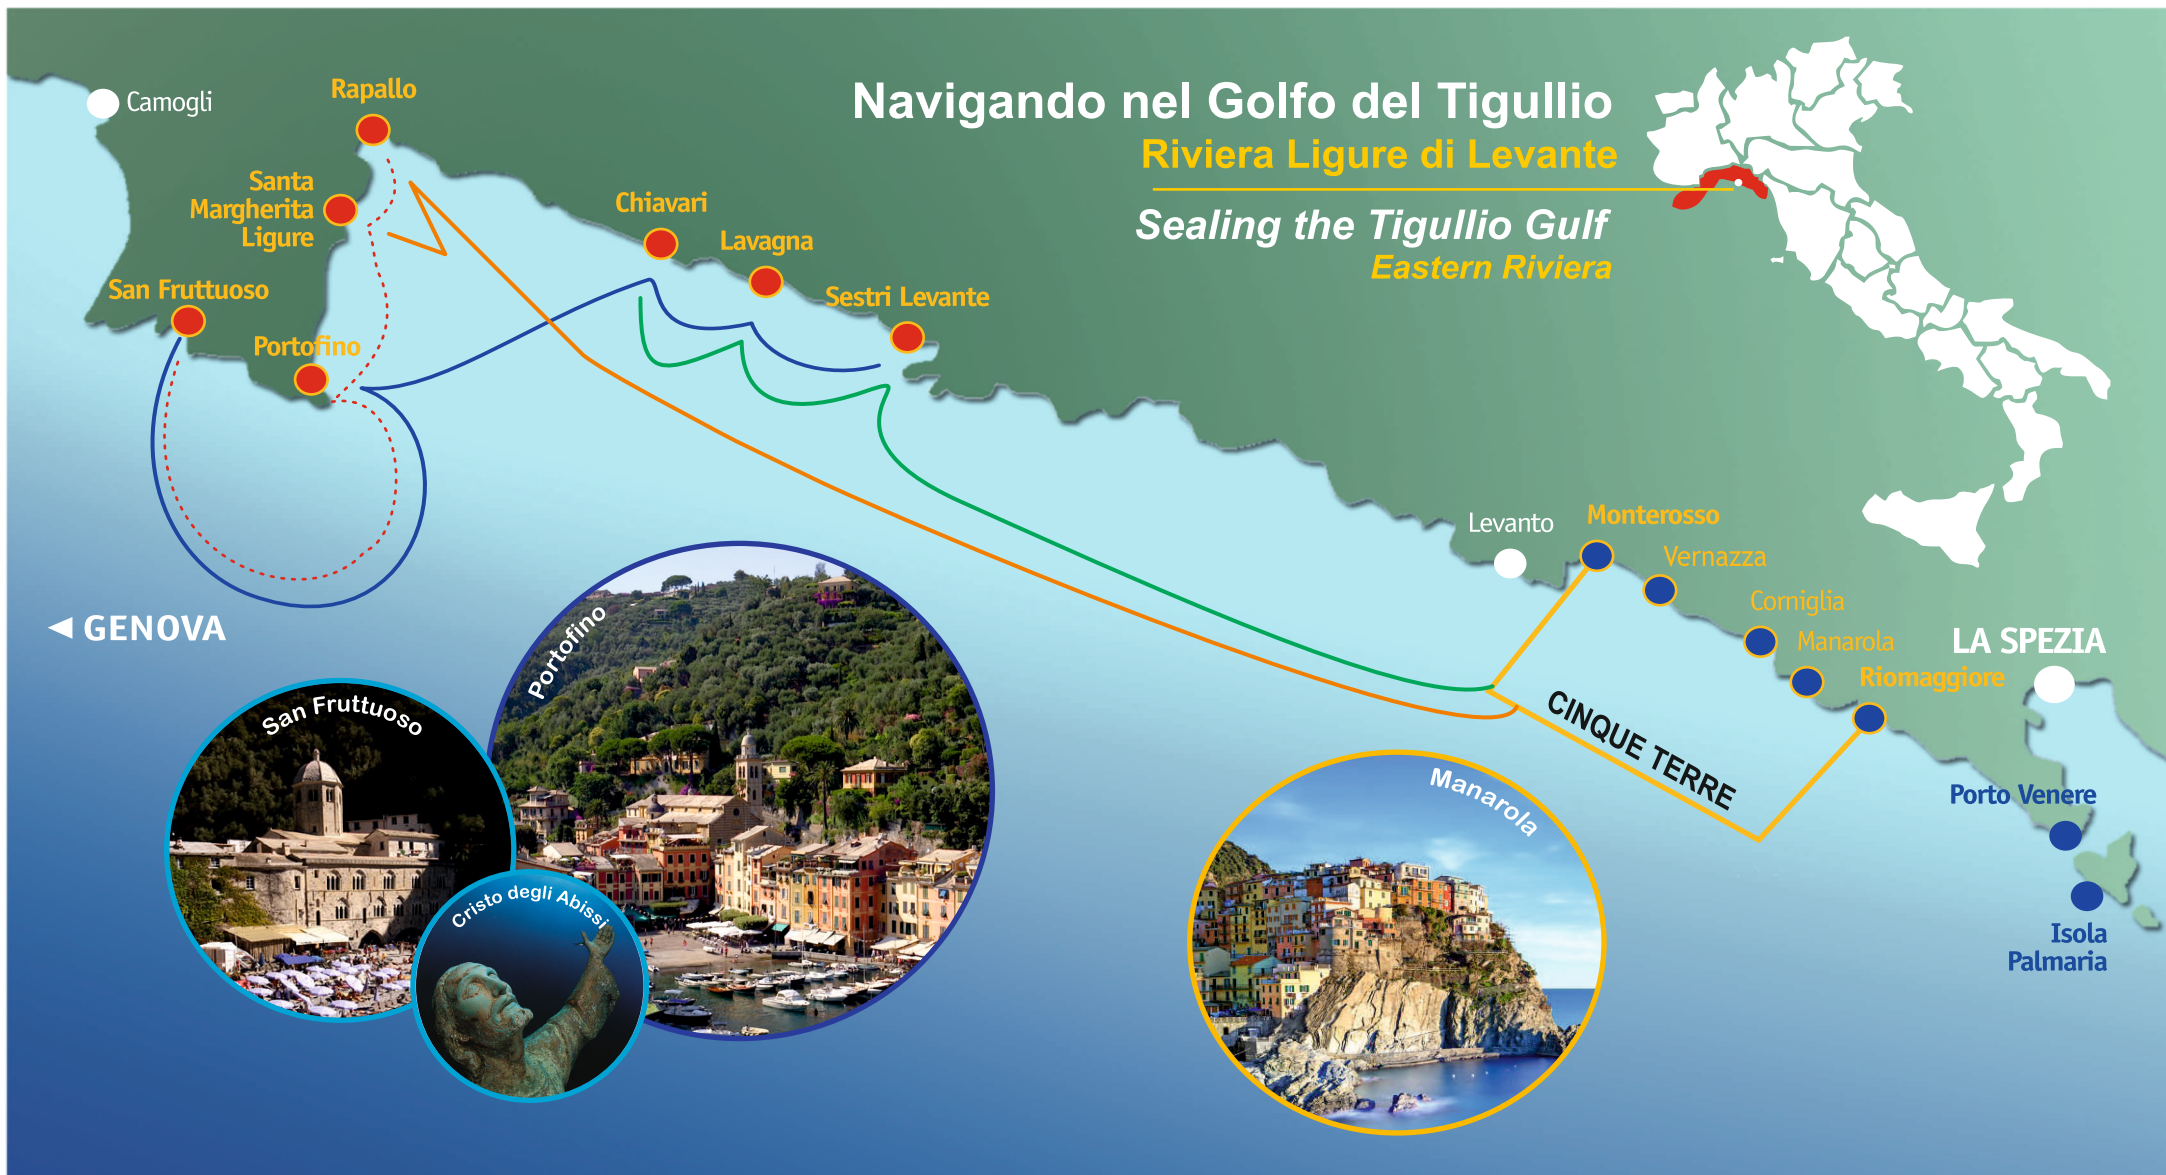 Navigando nel Golfo del Tigullio
Riviera Ligure di Levante
Sealing the Tigullio Gulf
Eastern Riviera
Camogli
Rapallo
Santa
Margherita
Ligure
San Fruttuoso
Portofino
Chiavari
Lavagna
Sestri Levante
Levanto
Monterosso
Vernazza
Corniglia
Manarola
Riomaggiore
LA SPEZIA
Porto Venere
Isola
Palmaria
CINQUE TERRE
GENOVA
Portofino
San Fruttuoso
Cristo degli Abissi
Manarola